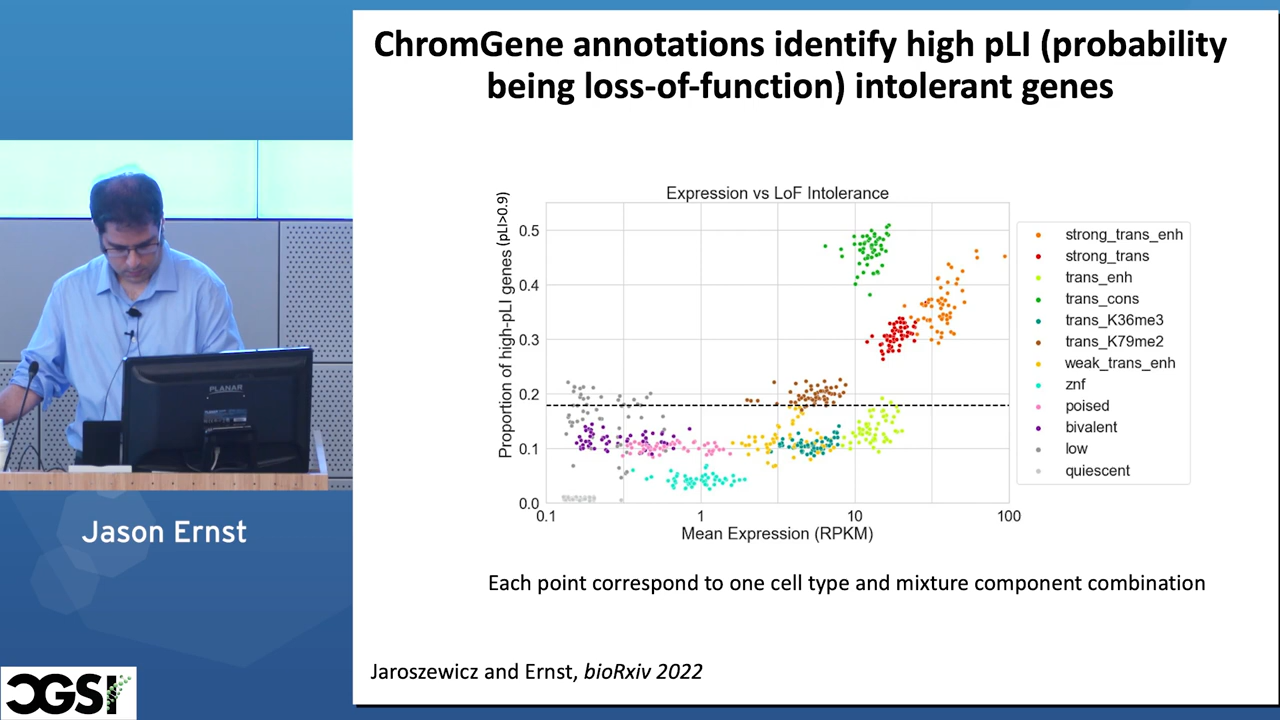 ChromGene annotations identify high pLI (probability
being loss-of-function) intolerant genes
Expression vs LoF Intolerance
Proportion of high-pLI genes (pLI>0.9)
0.5
0.4
0.3
0.2
0.1
0.0
0.1
1
10
100
Mean Expression (RPKM)
strong_trans_enh
strong_trans
trans_enh
trans_cons
trans_K36me3
trans_K79me2
weak_trans_enh
znf
poised
bivalent
low
quiescent
Each point correspond to one cell type and mixture component combination
Jaroszewicz and Ernst, bioRxiv 2022
PLANAR
Jason Ernst
CGSI